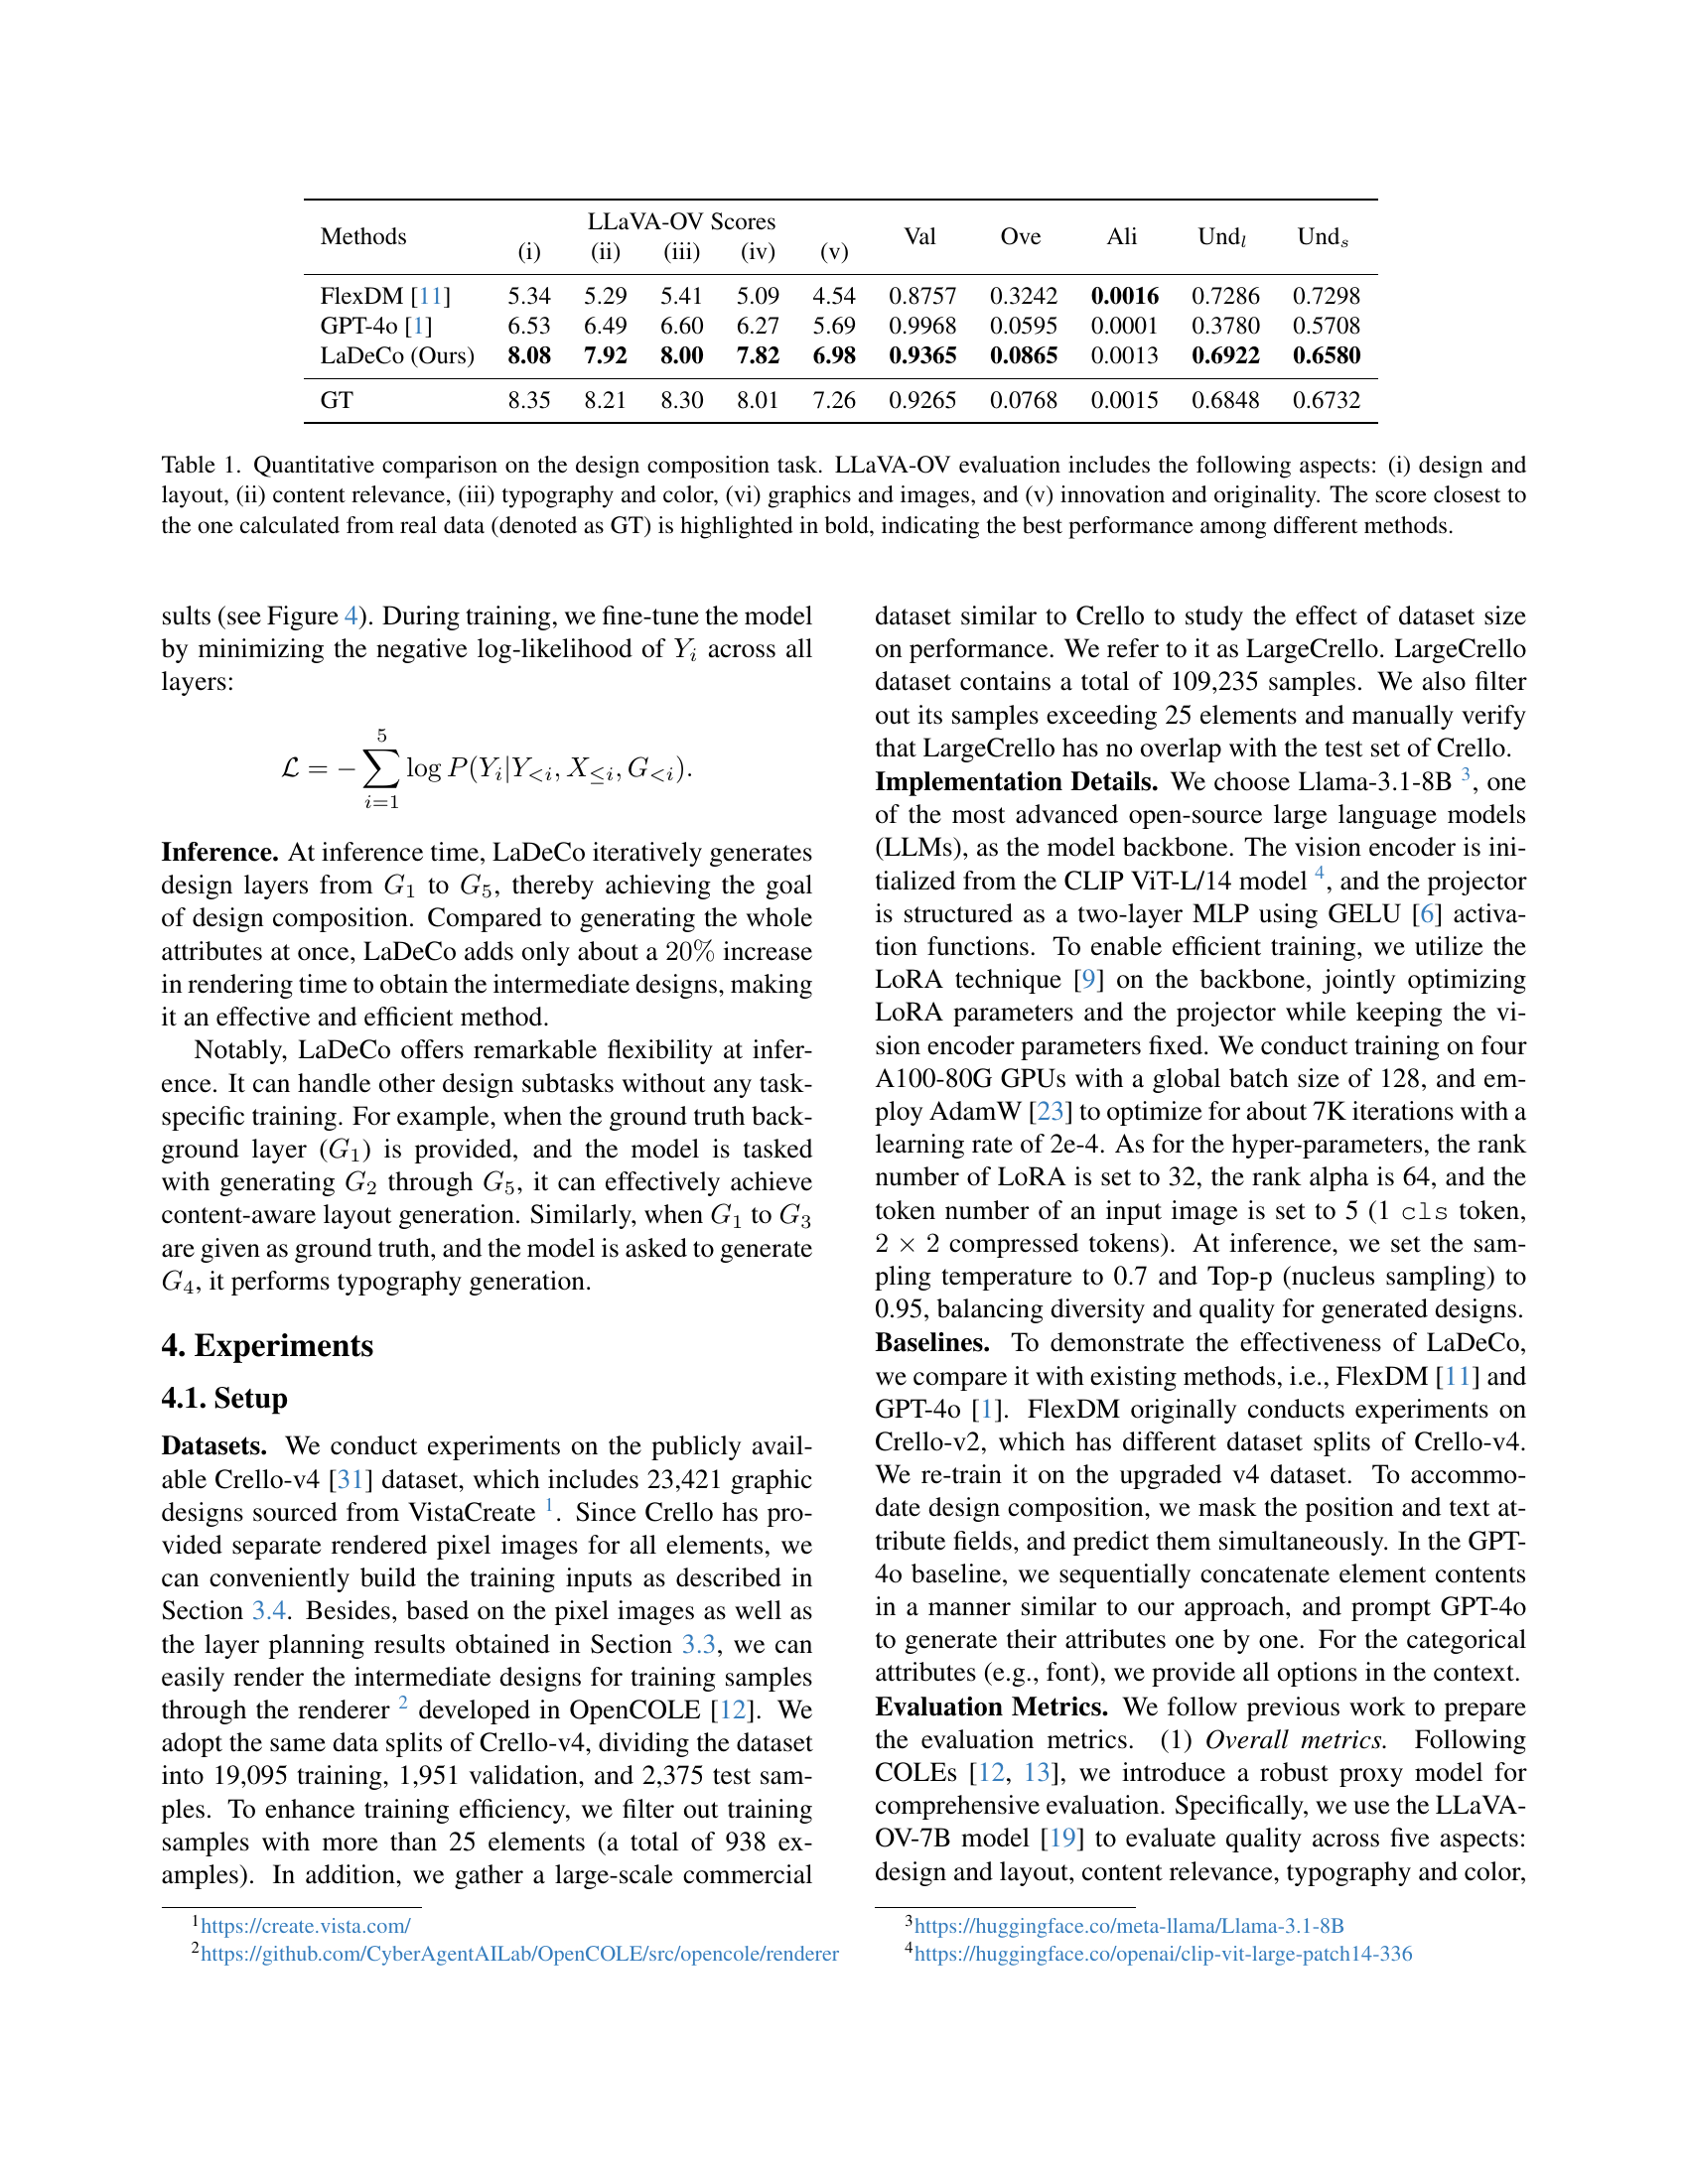 Methods LLaVA-OV Scores Val Ove Ali Und_l Und_s
(i) (ii) (iii) (iv) (v)
FlexDM [11] 5.34 5.29 5.41 5.09 4.54 0.8757 0.3242 0.0016 0.7286 0.7298
GPT-4o [1] 6.53 6.49 6.60 6.27 5.69 0.9968 0.0595 0.0001 0.3780 0.5708
LaDeCo (Ours) 8.08 7.92 8.00 7.82 6.98 0.9365 0.0865 0.0013 0.6922 0.6580
GT 8.35 8.21 8.30 8.01 7.26 0.9265 0.0768 0.0015 0.6848 0.6732
Table 1. Quantitative comparison on the design composition task. LLaVA-OV evaluation includes the following aspects: (i) design and
layout, (ii) content relevance, (iii) typography and color, (vi) graphics and images, and (v) innovation and originality. The score closest to
the one calculated from real data (denoted as GT) is highlighted in bold, indicating the best performance among different methods.
sults (see Figure 4). During training, we fine-tune the model
by minimizing the negative log-likelihood of Y_i across all
layers:
L = − ∑_{i=1}^{5} log P(Y_i|Y_{<i}, X_{≤i}, G_{<i}).
Inference. At inference time, LaDeCo iteratively generates
design layers from G_1 to G_5, thereby achieving the goal
of design composition. Compared to generating the whole
attributes at once, LaDeCo adds only about a 20% increase
in rendering time to obtain the intermediate designs, making
it an effective and efficient method.
Notably, LaDeCo offers remarkable flexibility at infer-
ence. It can handle other design subtasks without any task-
specific training. For example, when the ground truth back-
ground layer (G_1) is provided, and the model is tasked
with generating G_2 through G_5, it can effectively achieve
content-aware layout generation. Similarly, when G_1 to G_3
are given as ground truth, and the model is asked to generate
G_4, it performs typography generation.
4. Experiments
4.1. Setup
Datasets. We conduct experiments on the publicly avail-
able Crello-v4 [31] dataset, which includes 23,421 graphic
designs sourced from VistaCreate 1. Since Crello has pro-
vided separate rendered pixel images for all elements, we
can conveniently build the training inputs as described in
Section 3.4. Besides, based on the pixel images as well as
the layer planning results obtained in Section 3.3, we can
easily render the intermediate designs for training samples
through the renderer 2 developed in OpenCOLE [12]. We
adopt the same data splits of Crello-v4, dividing the dataset
into 19,095 training, 1,951 validation, and 2,375 test sam-
ples. To enhance training efficiency, we filter out training
samples with more than 25 elements (a total of 938 ex-
amples). In addition, we gather a large-scale commercial
1https://create.vista.com/
2https://github.com/CyberAgentAILab/OpenCOLE/src/opencole/renderer
dataset similar to Crello to study the effect of dataset size
on performance. We refer to it as LargeCrello. LargeCrello
dataset contains a total of 109,235 samples. We also filter
out its samples exceeding 25 elements and manually verify
that LargeCrello has no overlap with the test set of Crello.
Implementation Details. We choose Llama-3.1-8B 3, one
of the most advanced open-source large language models
(LLMs), as the model backbone. The vision encoder is ini-
tialized from the CLIP ViT-L/14 model 4, and the projector
is structured as a two-layer MLP using GELU [6] activa-
tion functions. To enable efficient training, we utilize the
LoRA technique [9] on the backbone, jointly optimizing
LoRA parameters and the projector while keeping the vi-
sion encoder parameters fixed. We conduct training on four
A100-80G GPUs with a global batch size of 128, and em-
ploy AdamW [23] to optimize for about 7K iterations with a
learning rate of 2e-4. As for the hyper-parameters, the rank
number of LoRA is set to 32, the rank alpha is 64, and the
token number of an input image is set to 5 (1 cls token,
2 × 2 compressed tokens). At inference, we set the sam-
pling temperature to 0.7 and Top-p (nucleus sampling) to
0.95, balancing diversity and quality for generated designs.
Baselines. To demonstrate the effectiveness of LaDeCo,
we compare it with existing methods, i.e., FlexDM [11] and
GPT-4o [1]. FlexDM originally conducts experiments on
Crello-v2, which has different dataset splits of Crello-v4.
We re-train it on the upgraded v4 dataset. To accommo-
date design composition, we mask the position and text at-
tribute fields, and predict them simultaneously. In the GPT-
4o baseline, we sequentially concatenate element contents
in a manner similar to our approach, and prompt GPT-4o
to generate their attributes one by one. For the categorical
attributes (e.g., font), we provide all options in the context.
Evaluation Metrics. We follow previous work to prepare
the evaluation metrics. (1) Overall metrics. Following
COLEs [12, 13], we introduce a robust proxy model for
comprehensive evaluation. Specifically, we use the LLaVA-
OV-7B model [19] to evaluate quality across five aspects:
design and layout, content relevance, typography and color,
3https://huggingface.co/meta-llama/Llama-3.1-8B
4https://huggingface.co/openai/clip-vit-large-patch14-336